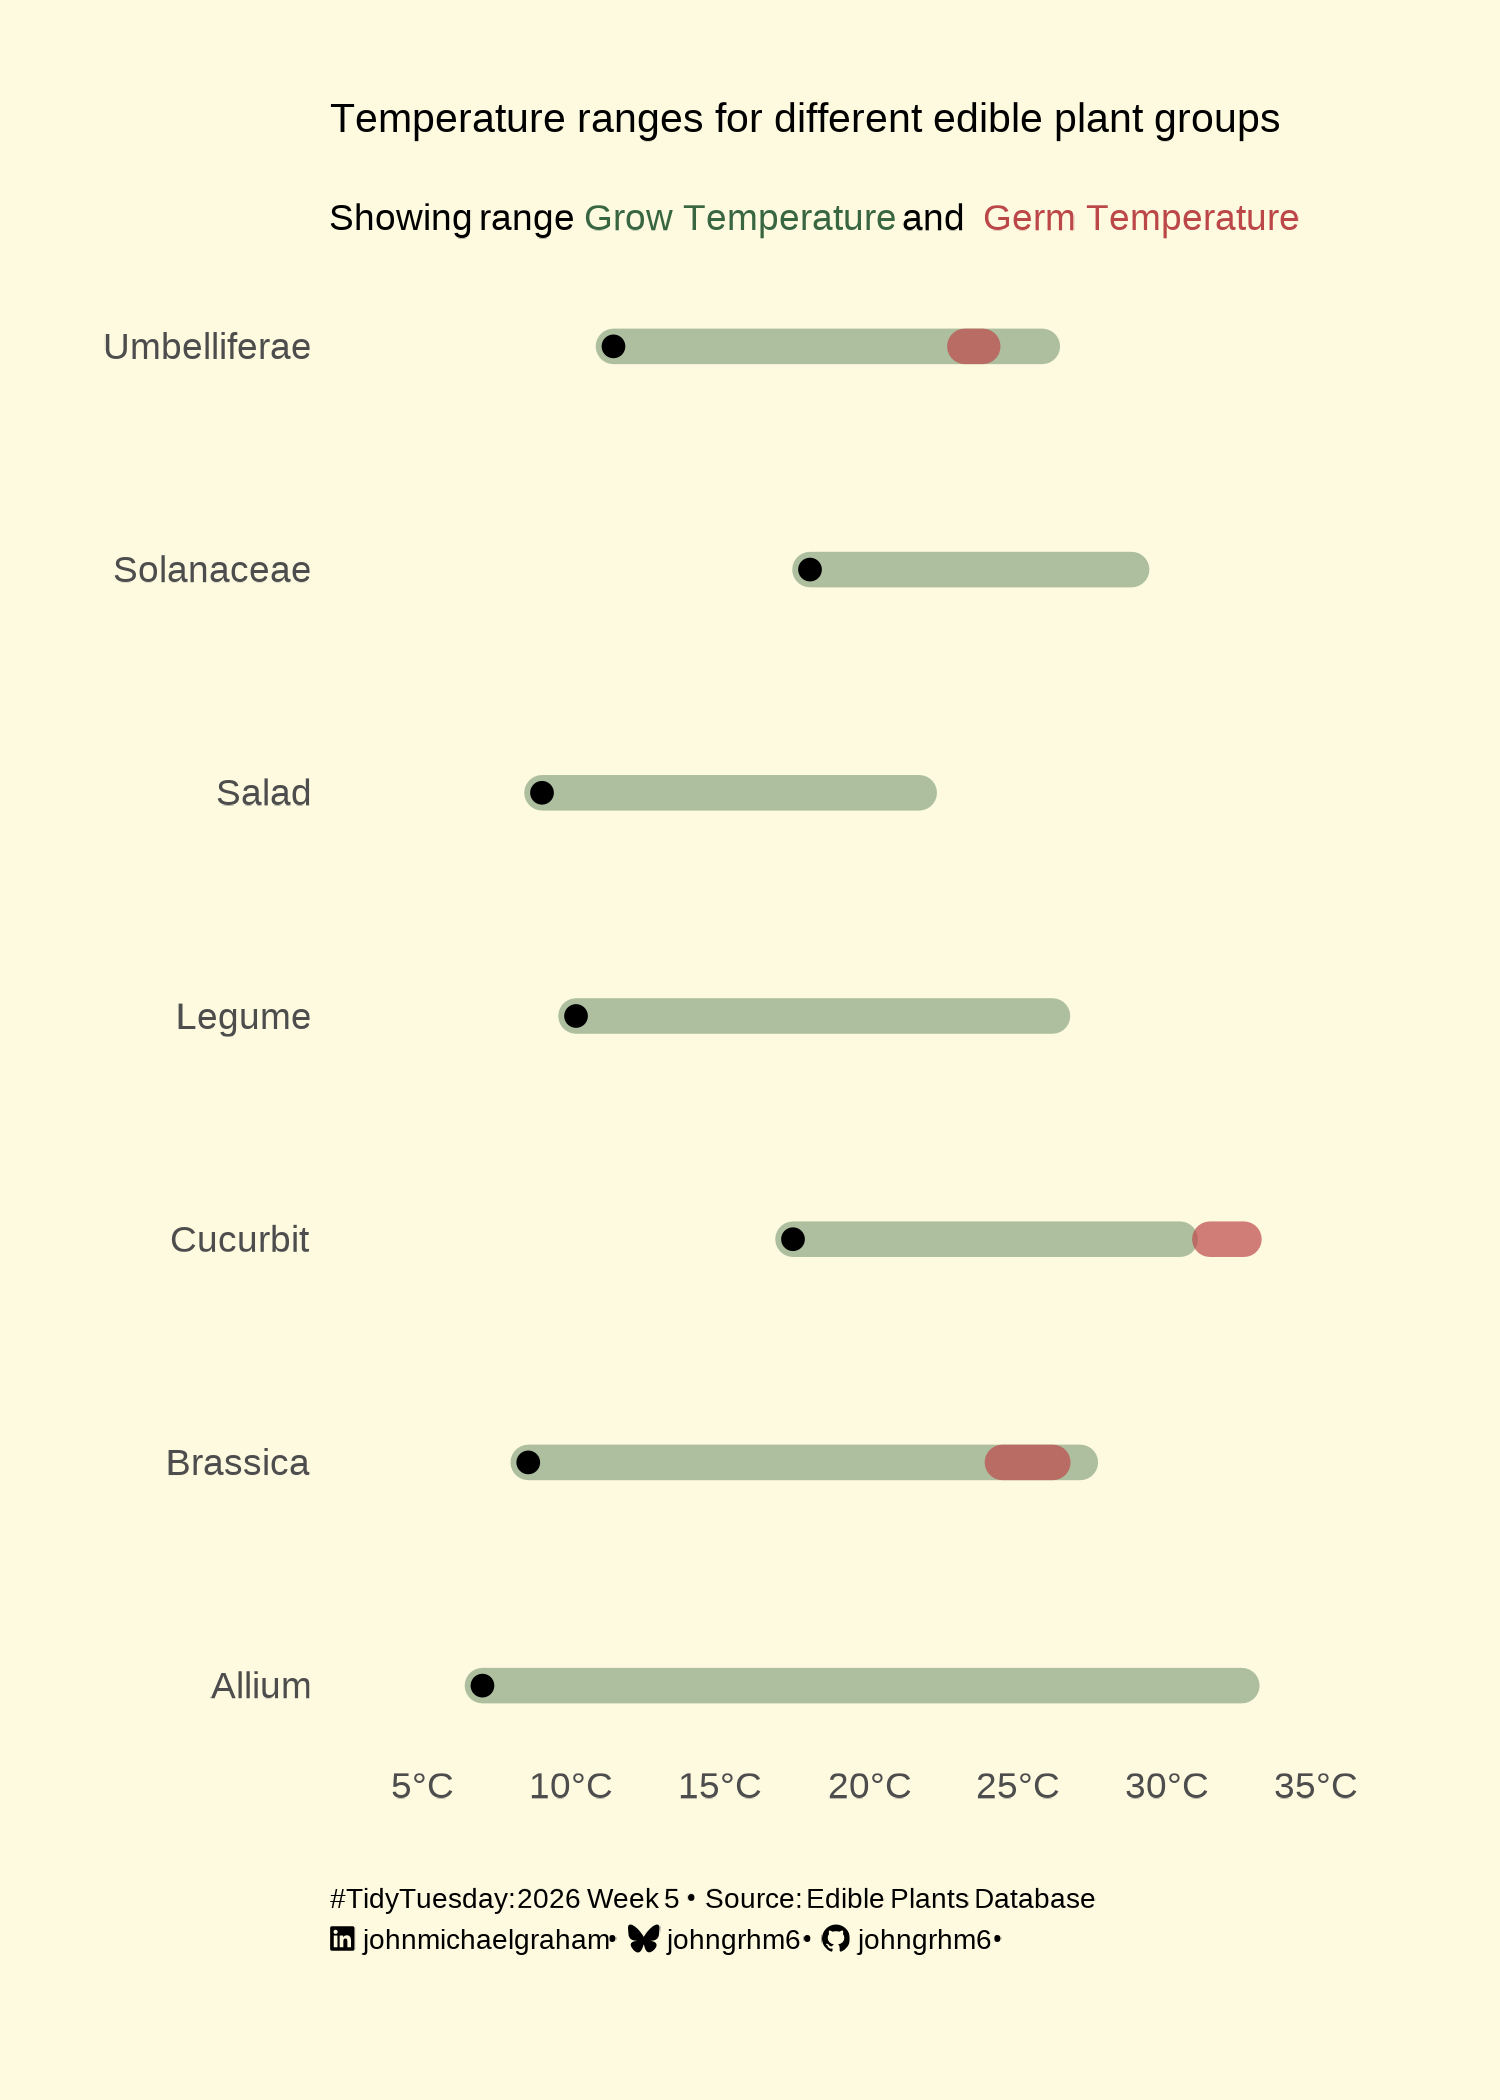 Temperature ranges for different edible plant groups
Showing range Grow Temperature and Germ Temperature
Umbelliferae
Solanaceae
Salad
Legume
Cucurbit
Brassica
Allium
5°C 10°C 15°C 20°C 25°C 30°C 35°C
#TidyTuesday:2026 Week 5 • Source: Edible Plants Database
in johnmichaelgraham• johngrhm6• johngrhm6•